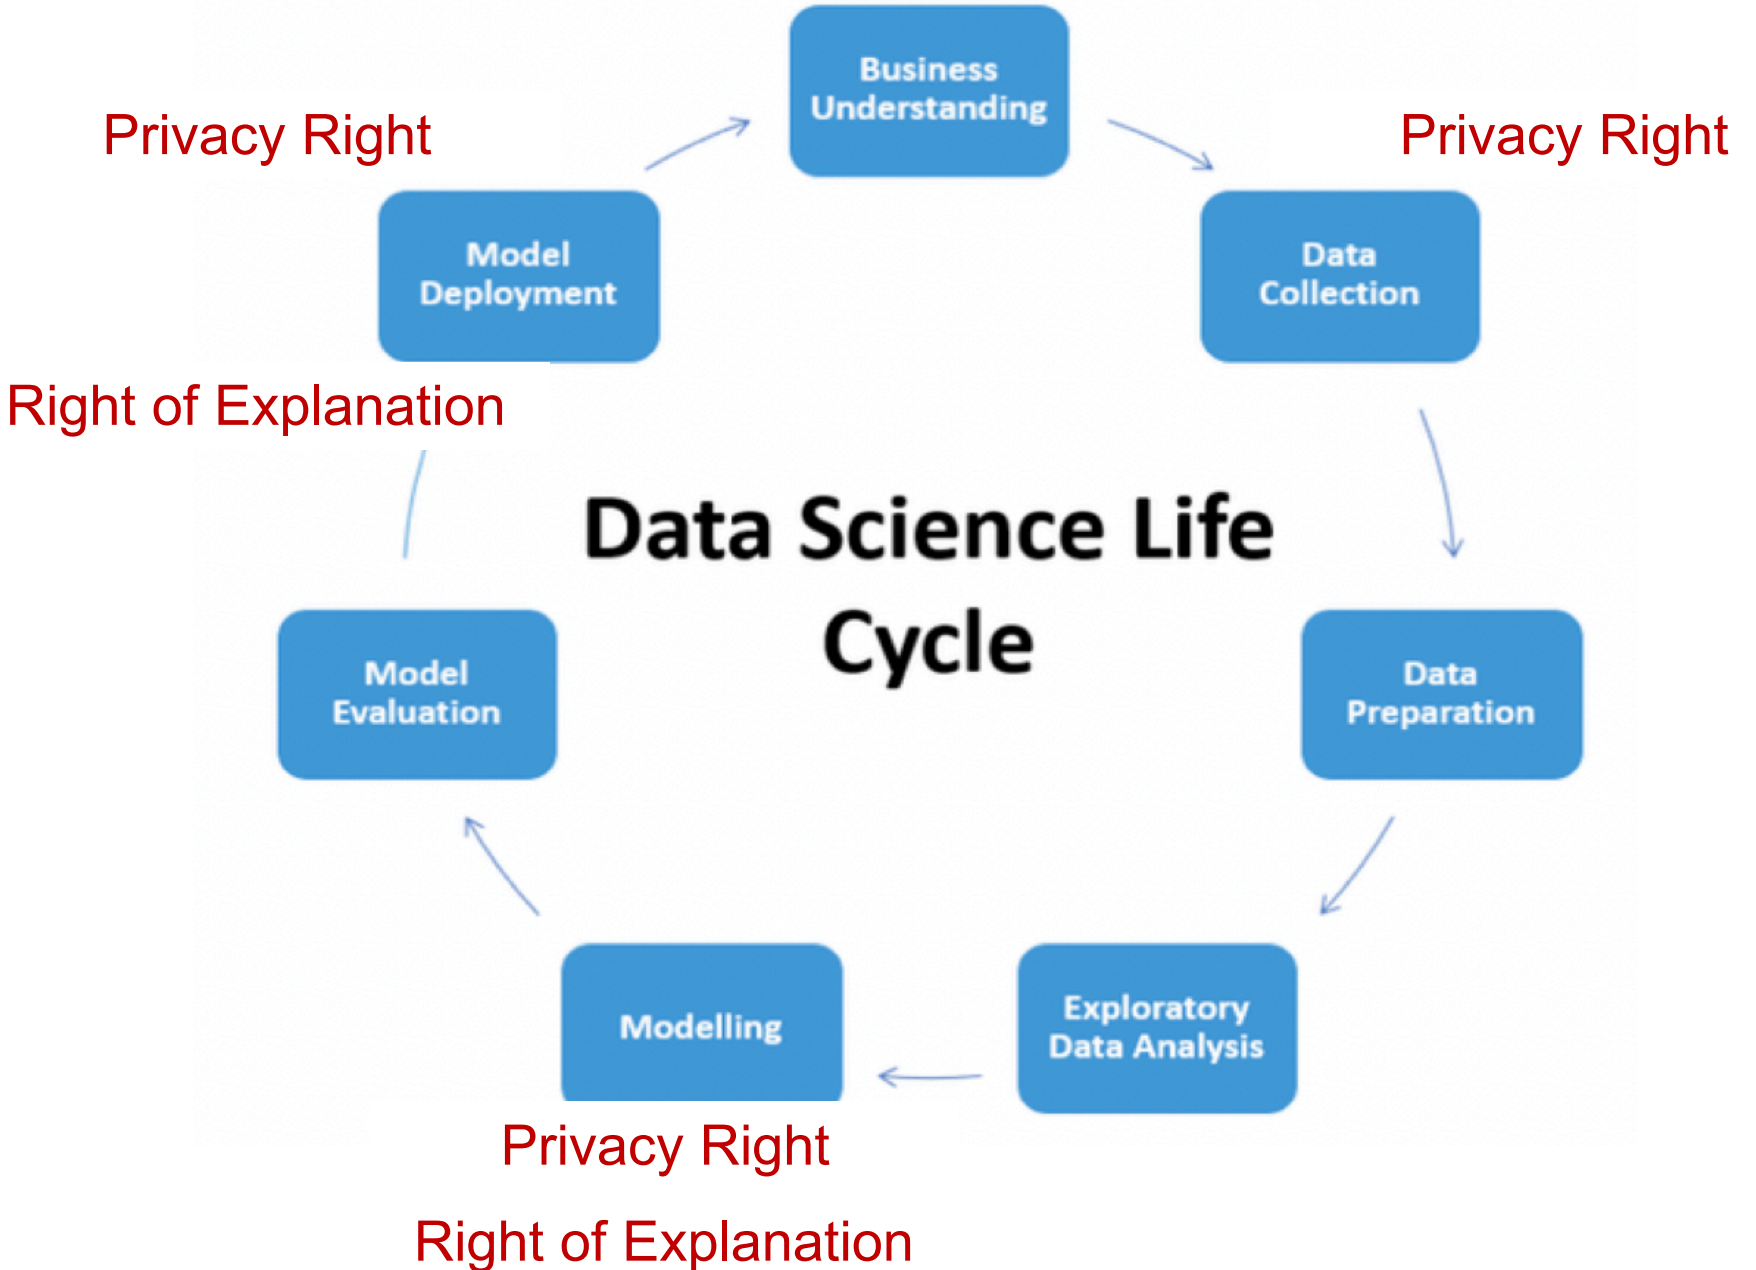 Business
Understanding
Privacy Right
Privacy Right
Model
Deployment
Data
Collection
Right of Explanation
Data Science Life
Cycle
Model
Evaluation
Data
Preparation
Modelling
Exploratory
Data Analysis
Privacy Right
Right of Explanation